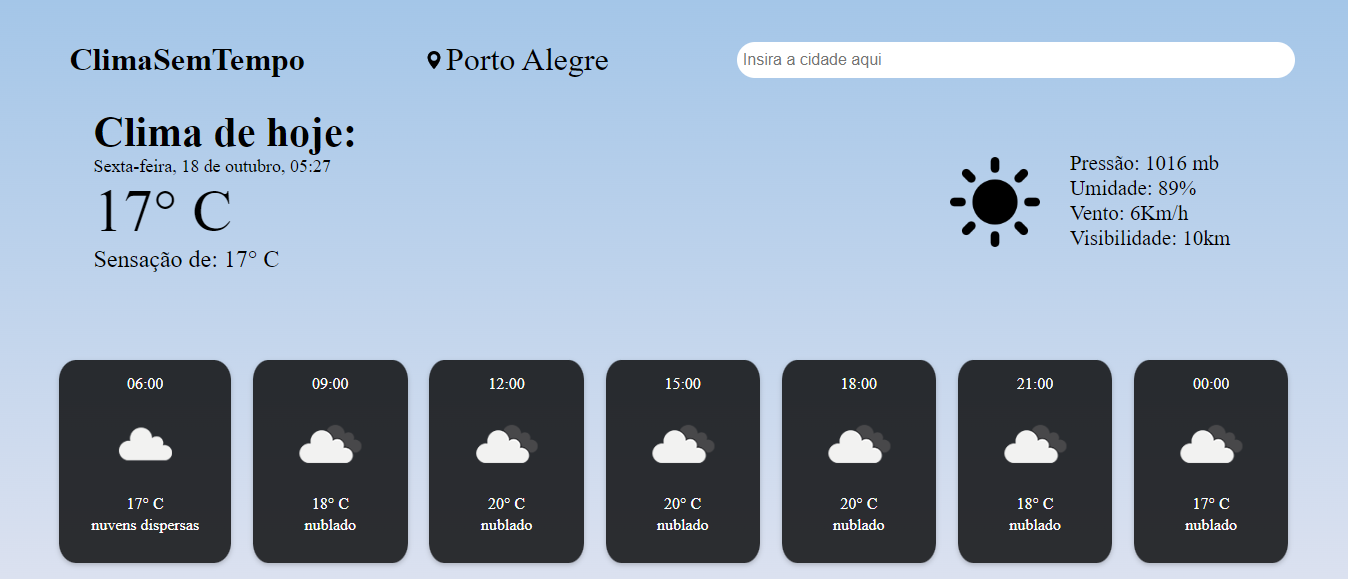 ClimaSemTempo
Porto Alegre
Insira a cidade aqui
Clima de hoje:
Sexta-feira, 18 de outubro, 05:27
17° C
Sensação de: 17° C
Pressão: 1016 mb
Umidade: 89%
Vento: 6Km/h
Visibilidade: 10km
06:00
17° C
nuvens dispersas
09:00
18° C
nublado
12:00
20° C
nublado
15:00
20° C
nublado
18:00
20° C
nublado
21:00
18° C
nublado
00:00
17° C
nublado